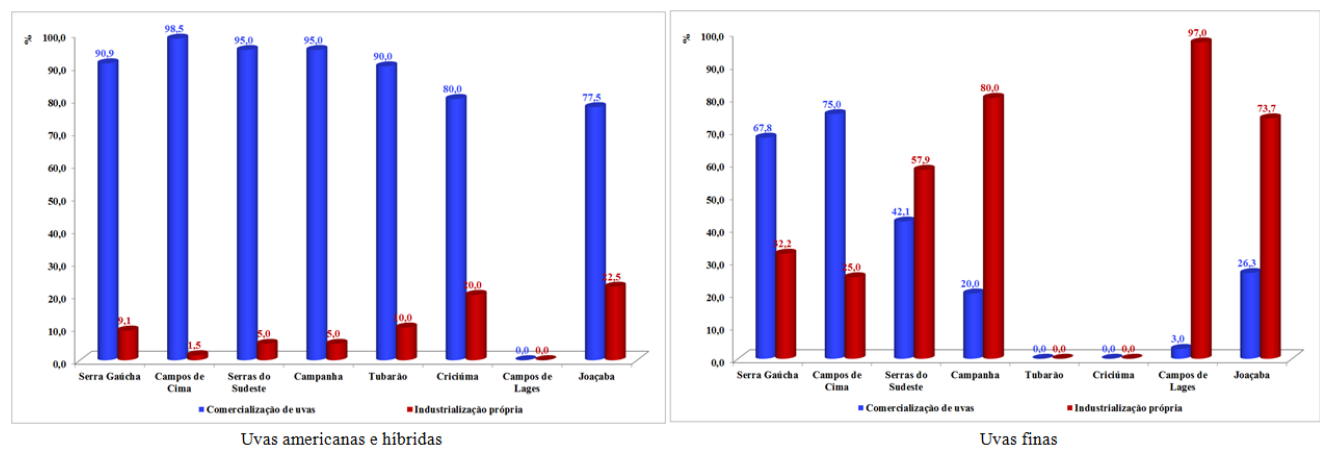 %
100,0
90,0
80,0
70,0
60,0
50,0
40,0
30,0
20,0
10,0
0,0
90,9
9,1
98,5
1,5
95,0
5,0
95,0
5,0
90,0
10,0
80,0
20,0
0,0
0,0
77,5
22,5
Serra Gaúcha
Campos de
Cima
Serras do
Sudeste
Campanha
Tubarão
Criciúma
Campos de
Lages
Joaçaba
Comercialização de uvas
Industrialização própria
Uvas americanas e híbridas
%
100,0
90,0
80,0
70,0
60,0
50,0
40,0
30,0
20,0
10,0
0,0
67,8
32,2
75,0
25,0
42,1
57,9
20,0
80,0
0,0
0,0
0,0
0,0
3,0
97,0
26,3
73,7
Serra Gaúcha
Campos de
Cima
Serras do
Sudeste
Campanha
Tubarão
Criciúma
Campos de
Lages
Joaçaba
Comercialização de uvas
Industrialização própria
Uvas finas